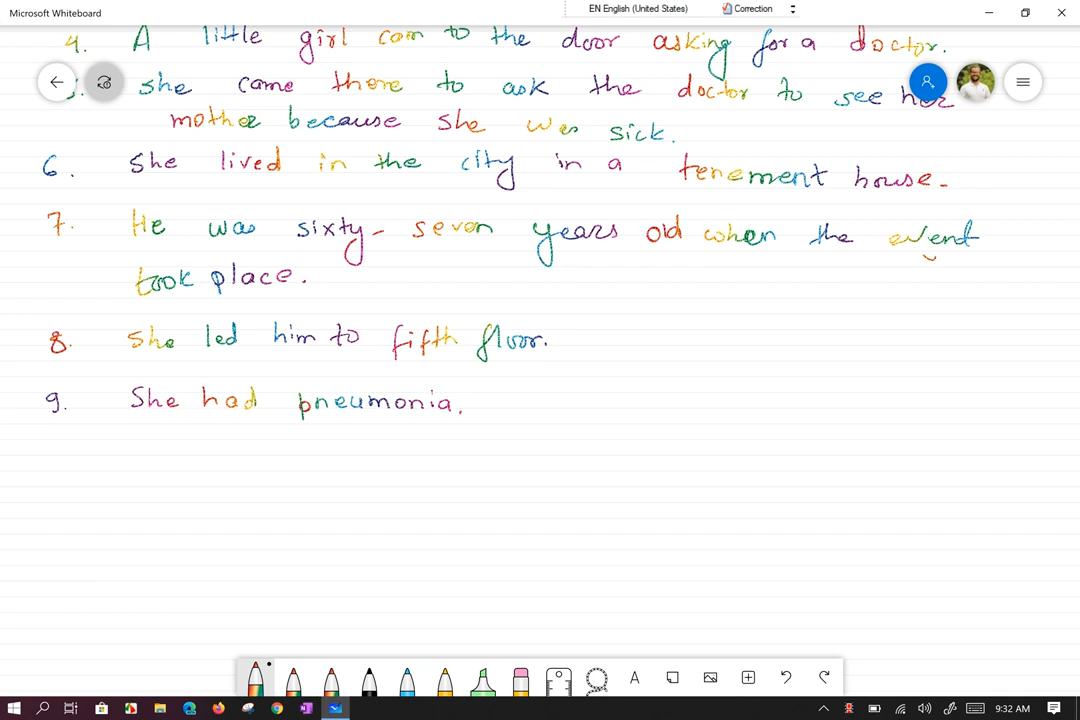 Microsoft Whiteboard
EN English (United States) Correction
4. A little girl com to the door asking for a doctor.
she came there to ask the doctor to see her
mother because she was sick.
6. She lived in the city in a tenement house.
7. He was sixty-seven years old when the event
took place.
8. She led him to fifth floor.
9. She had pneumonia.
A
9:32 AM